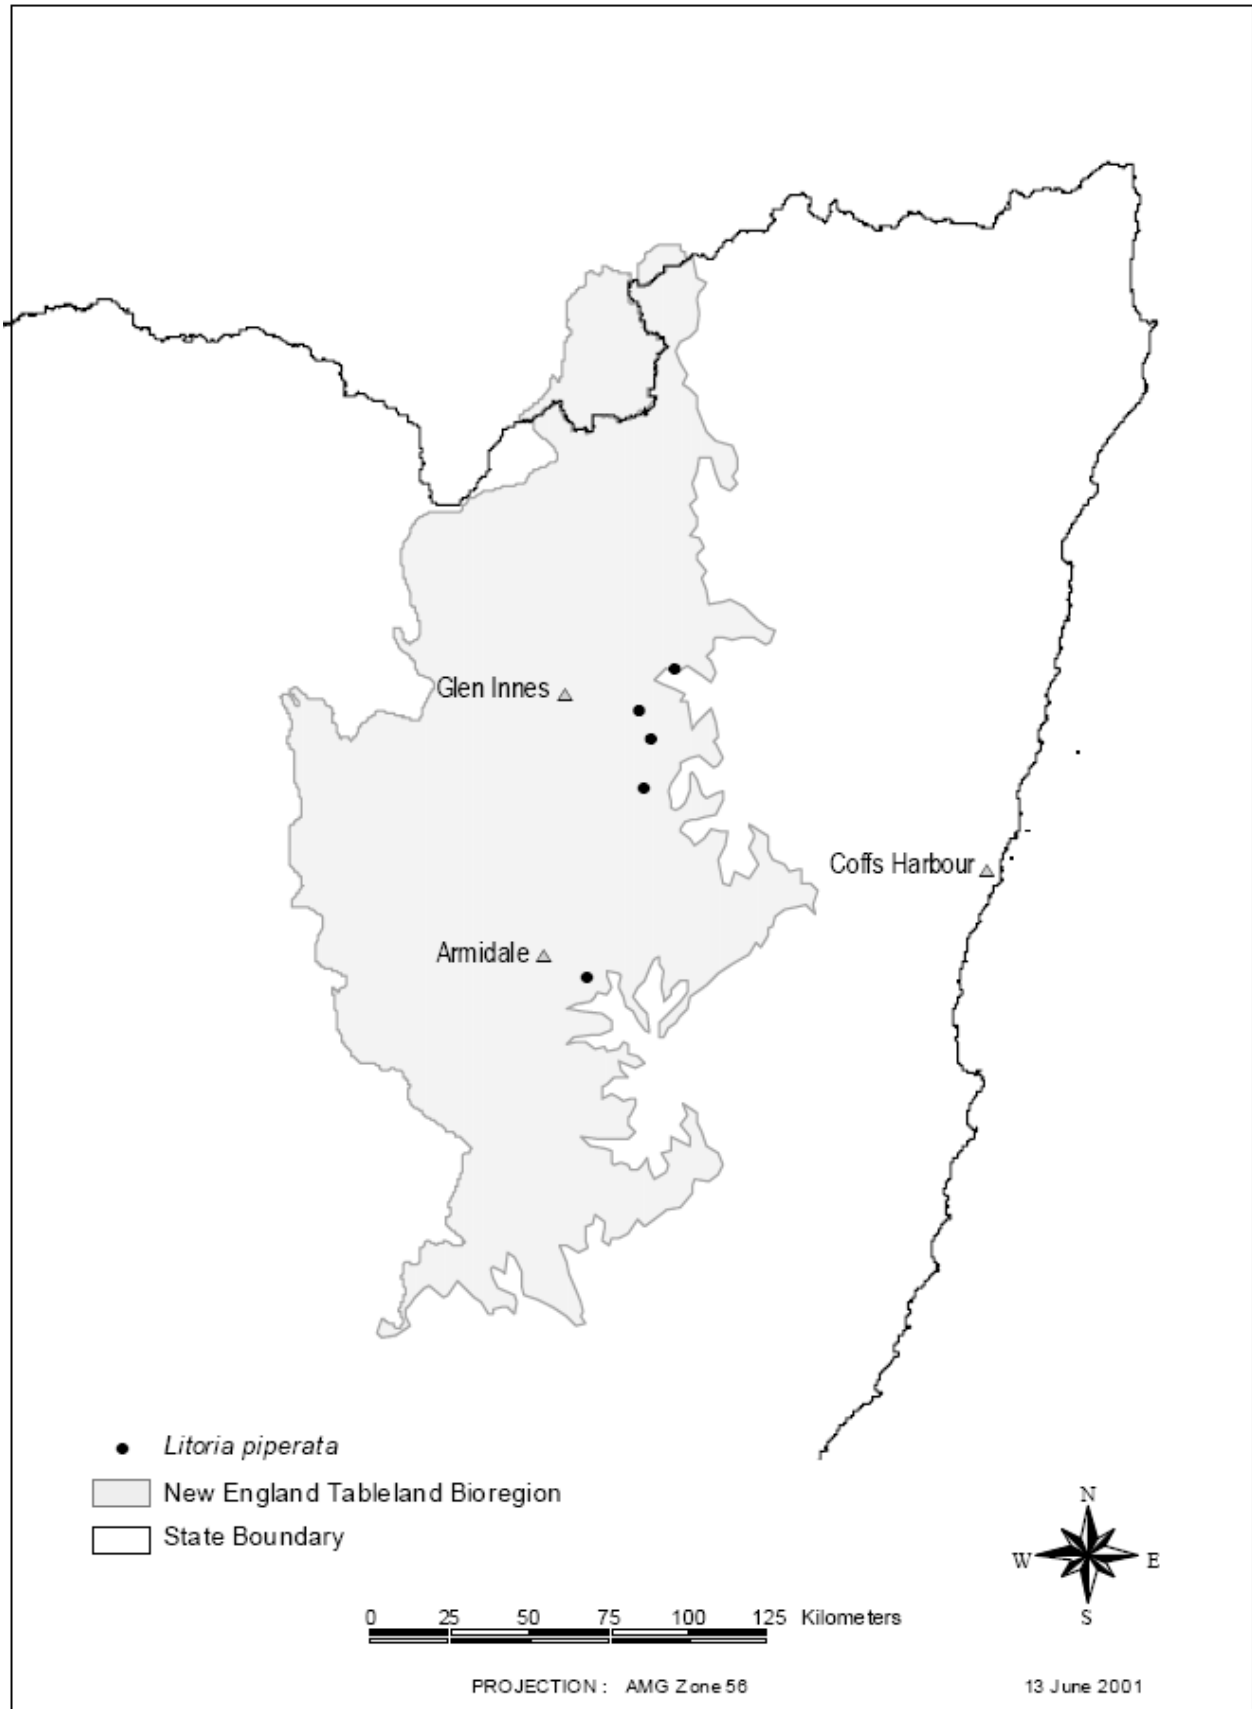 Glen Innes
Coffs Harbour
Armidale
Litoria piperata
New England Tableland Bioregion
State Boundary
N
W E
S
0 25 50 75 100 125 Kilometers
PROJECTION : AMG Zone 56 13 June 2001